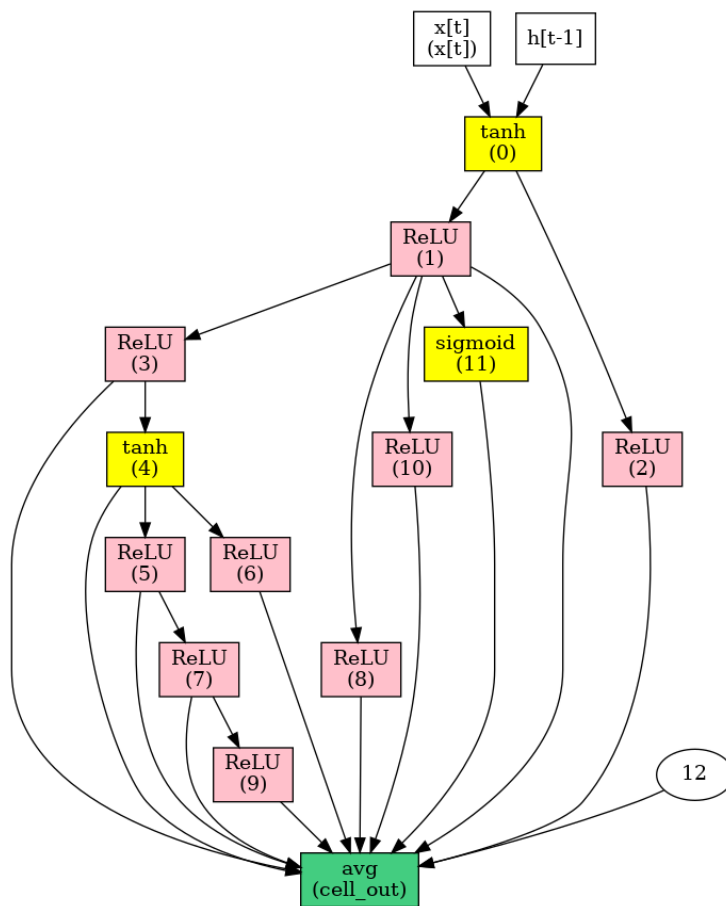 x[t]
(x[t])
h[t-1]
tanh
(0)
ReLU
(1)
ReLU
(3)
sigmoid
(11)
tanh
(4)
ReLU
(10)
ReLU
(2)
ReLU
(5)
ReLU
(6)
ReLU
(7)
ReLU
(8)
ReLU
(9)
12
avg
(cell_out)